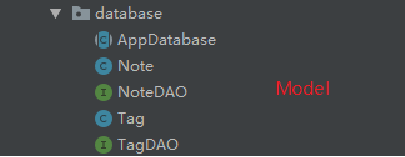 database
AppDatabase
Note
NoteDAO
Model
Tag
TagDAO